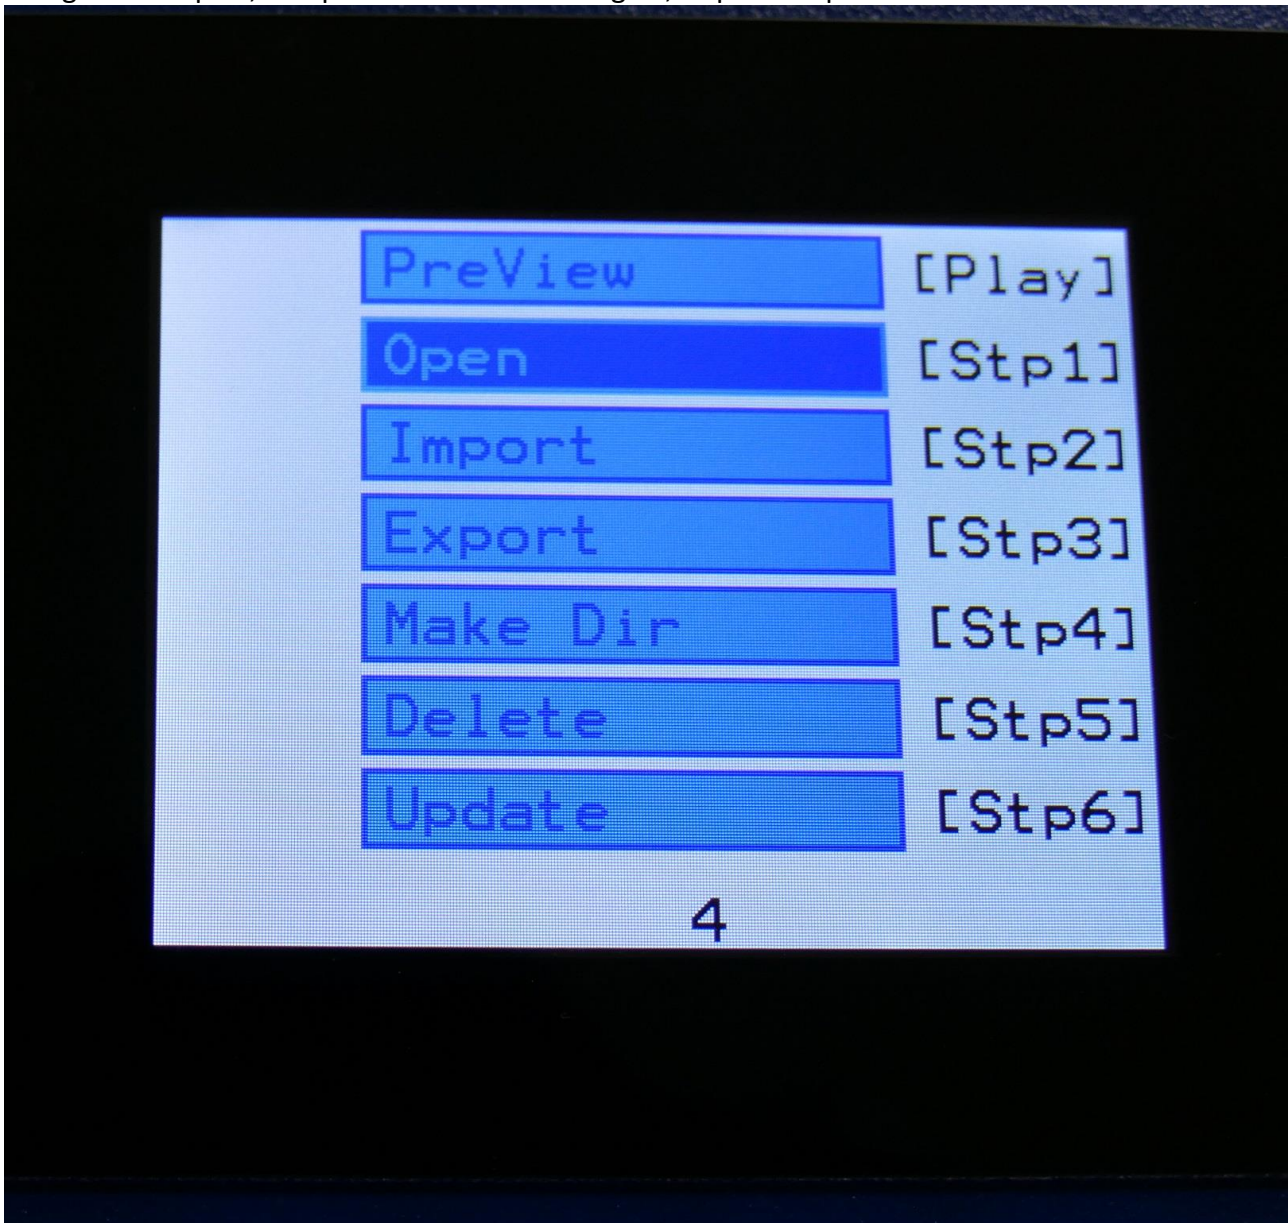 PreView [Play]
Open [Stp1]
Import [Stp2]
Export [Stp3]
Make Dir [Stp4]
Delete [Stp5]
Update [Stp6]
4